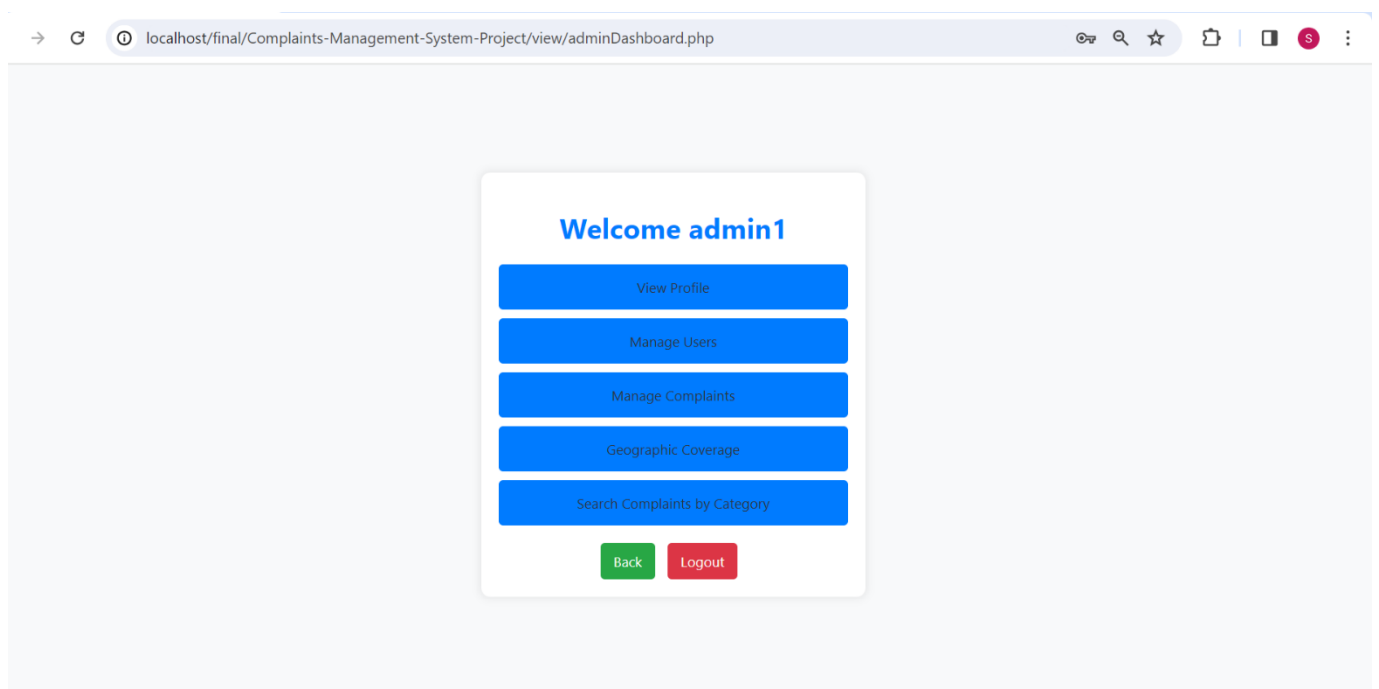 localhost/final/Complaints-Management-System-Project/view/adminDashboard.php
S
Welcome admin1
View Profile
Manage Users
Manage Complaints
Geographic Coverage
Search Complaints by Category
Back Logout